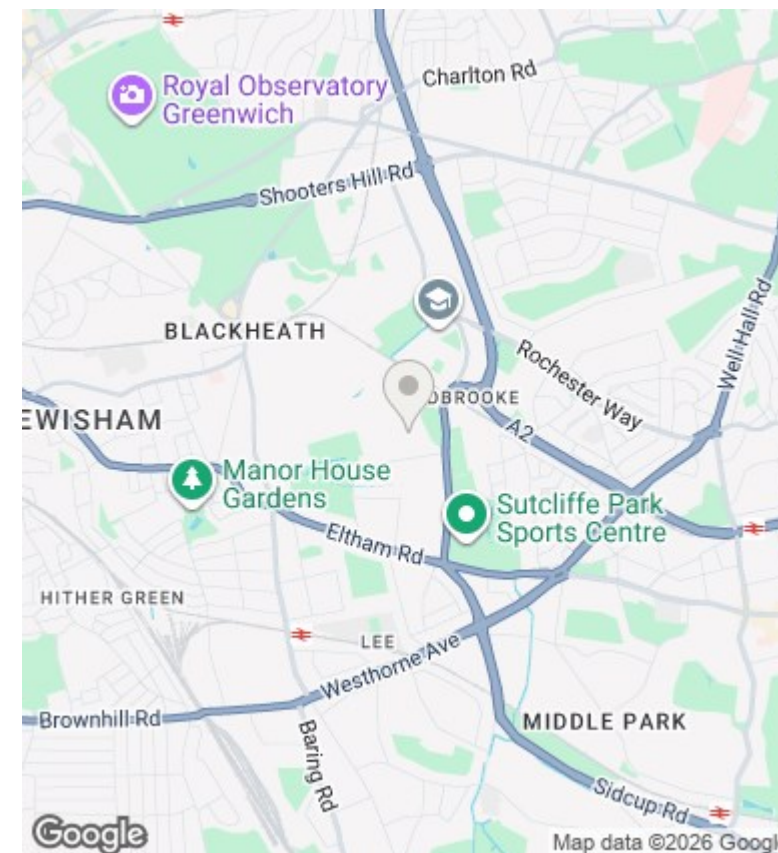 Royal Observatory
Greenwich
Charlton Rd
Shooters Hill Rd
BLACKHEATH
Rochester Way
Well Hall Rd
EWISHAM
DBROOKE
A2
Manor House
Gardens
Sutcliffe Park
Sports Centre
Eltham Rd
HITHER GREEN
LEE
Westhorne Ave
Brownhill Rd
Baring Rd
MIDDLE PARK
Sidcup Rd
Google
Map data ©2026 Googl